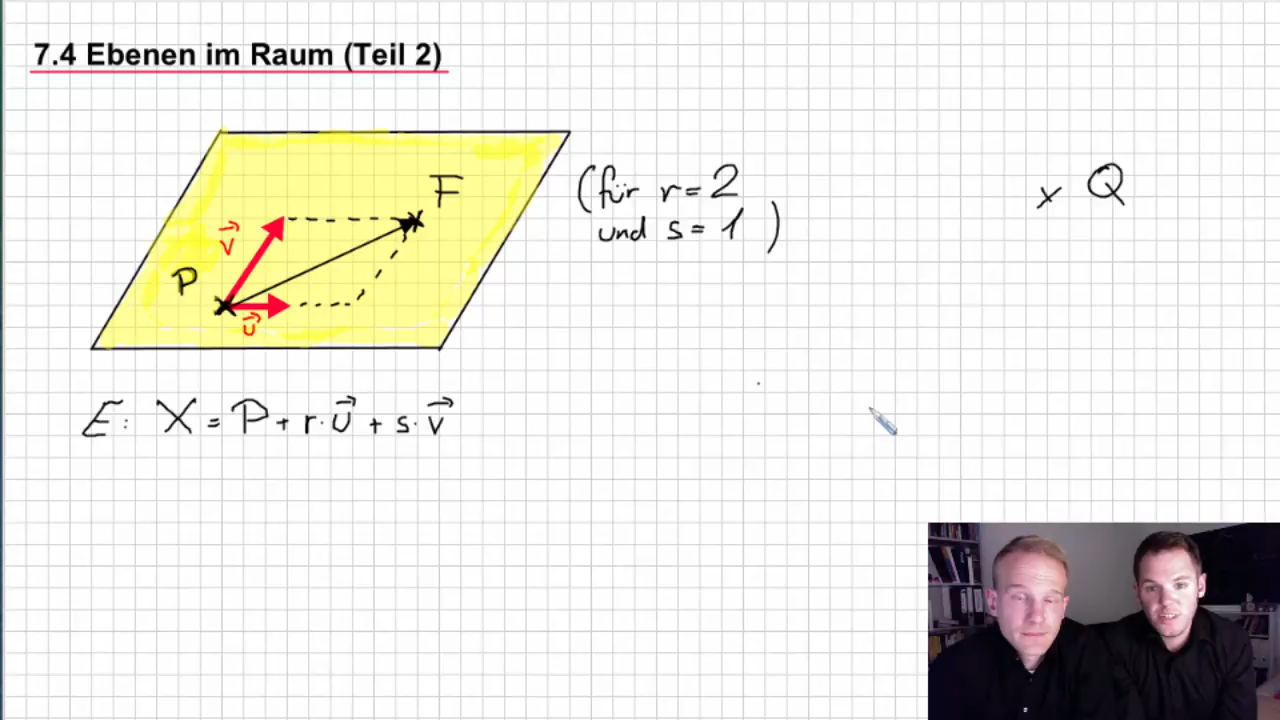 7.4 Ebenen im Raum (Teil 2)
F
(für r = 2
und s = 1 )
x Q
v⃗
P
u⃗
E: X = P + r · u⃗ + s · v⃗